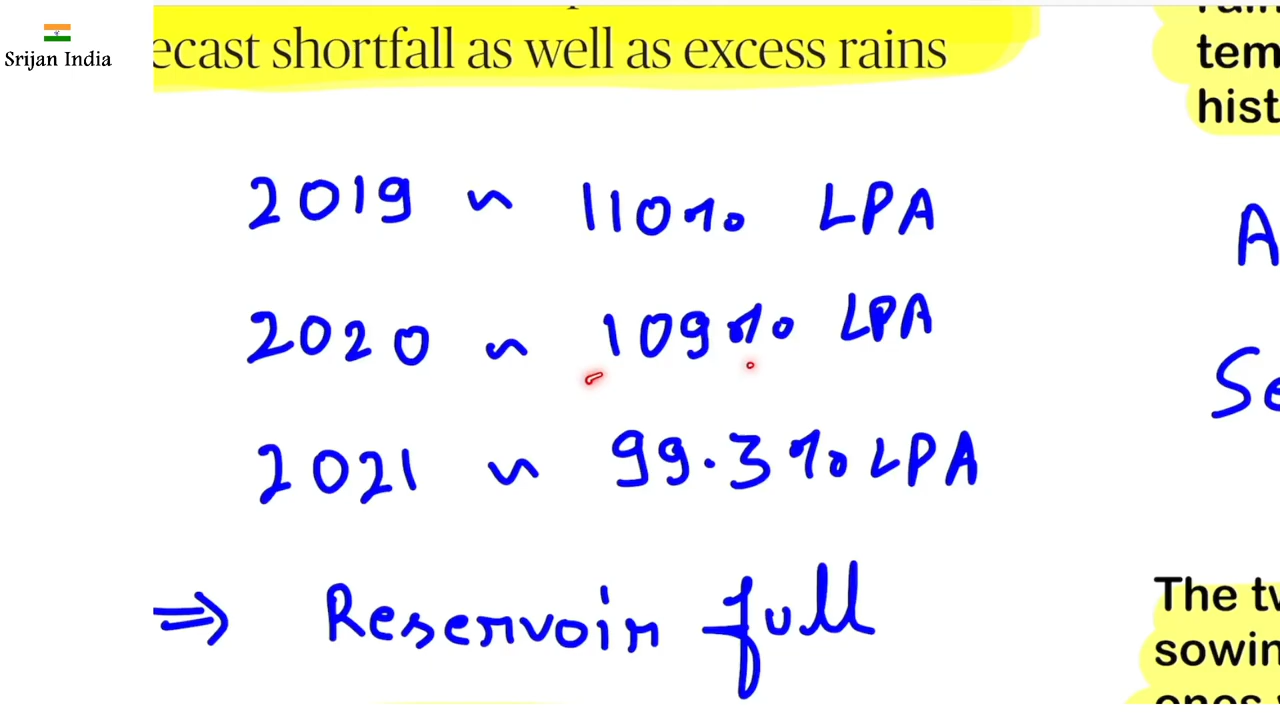 Srijan India
ecast shortfall as well as excess rains
2019 ~ 110% LPA
2020 ~ 109% LPA
2021 ~ 99.3% LPA
⇒ Reservoir full
tem
hist
A
Se
The tw
sowin